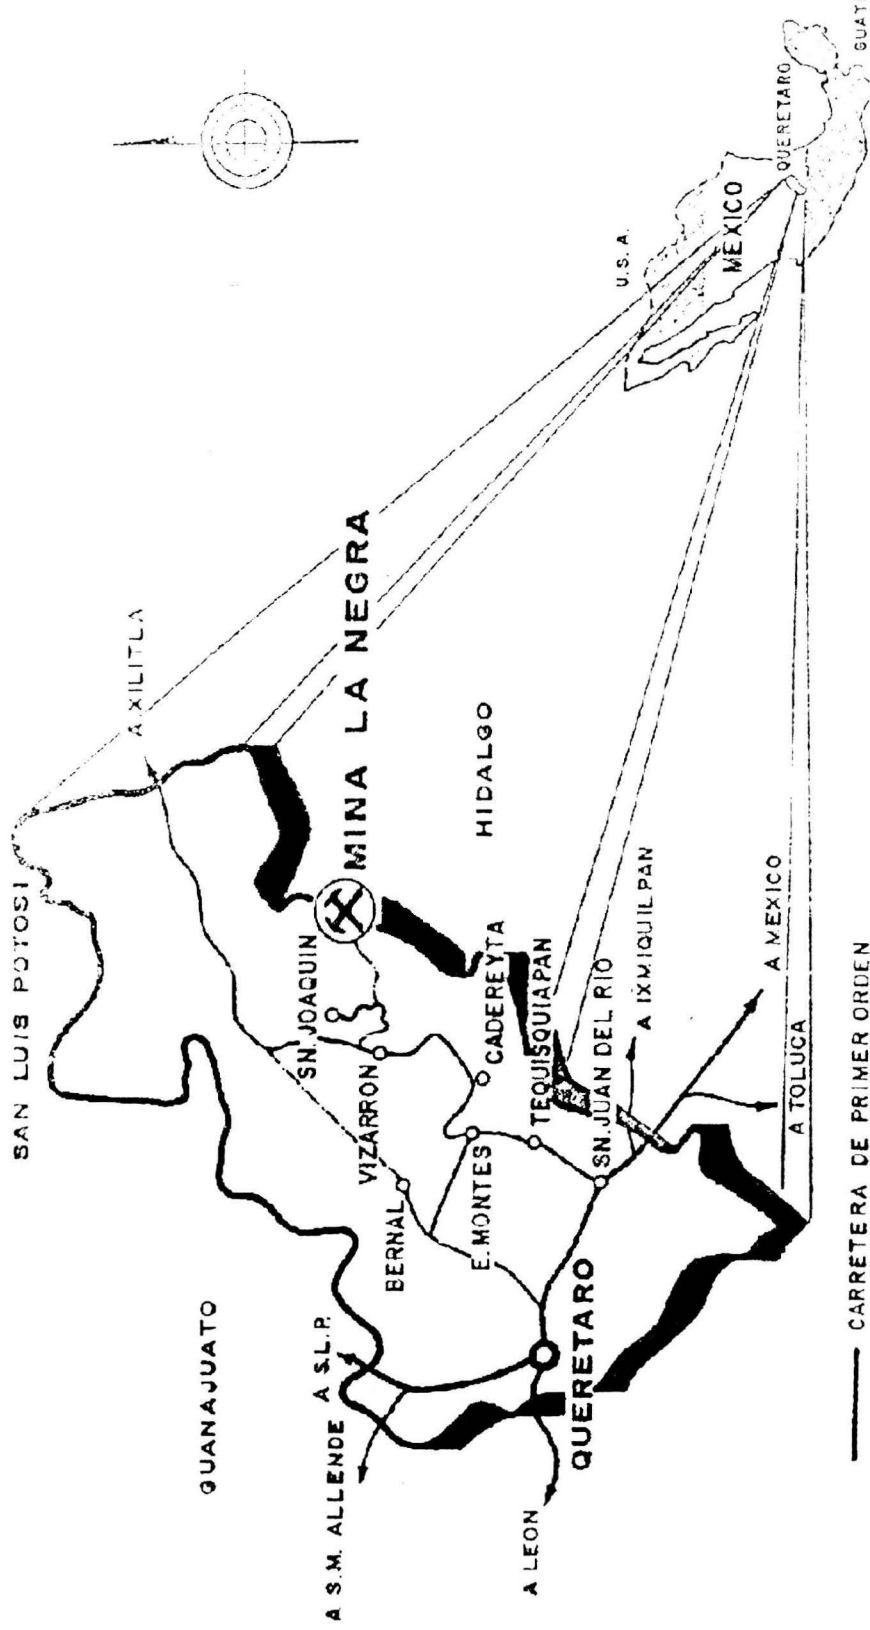 SAN LUIS POTOSI
A XILITLA
GUANAJUATO
SN. JOAQUIN
MINA LA NEGRA
VIZARRON
BERNAL
A S.M. ALLENDE
A S.L.P.
CADEREYTA
HIDALGO
E. MONTES
TEQUISQUIAPAN
QUERETARO
SN. JUAN DEL RIO
A IXMIQUILPAN
A LEON
A MEXICO
A TOLUCA
U.S.A.
MEXICO
QUERETARO
GUAT
CARRETERA DE PRIMER ORDEN